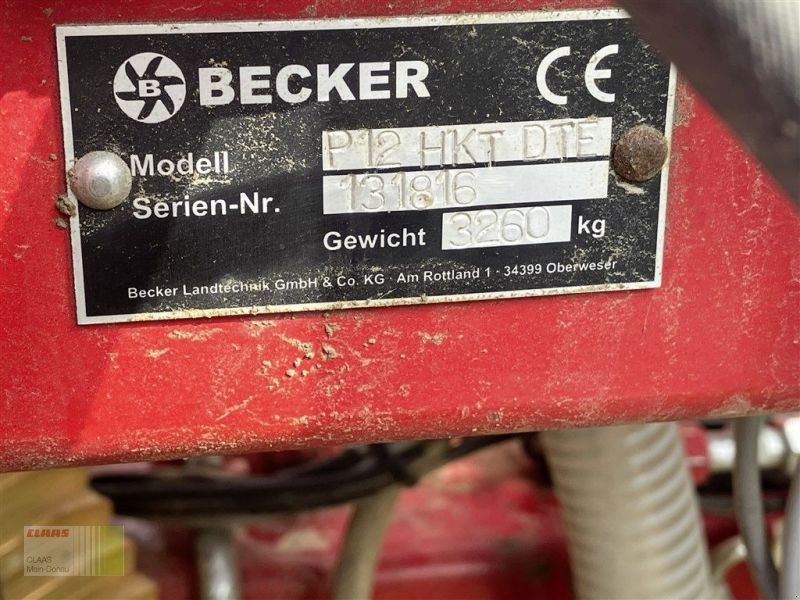 B BECKER CE
Modell P12 HKT DTE
Serien-Nr. 131816
Gewicht 3260 kg
Becker Landtechnik GmbH & Co. KG · Am Rottland 1 · 34399 Oberweser
CLAAS
CLAAS
Main-Donau